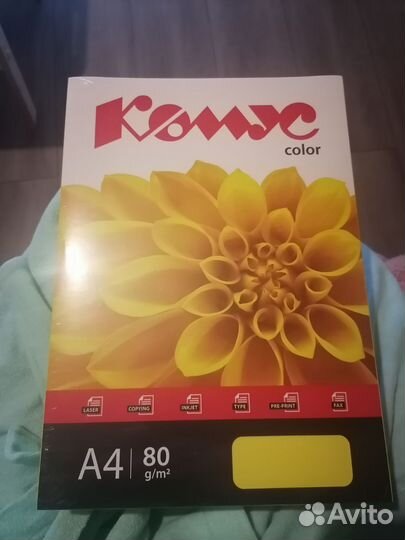 Комус
color
LASER COPYING INKJET TYPE PRE-PRINT FAX
A4 80 g/m²
Avito